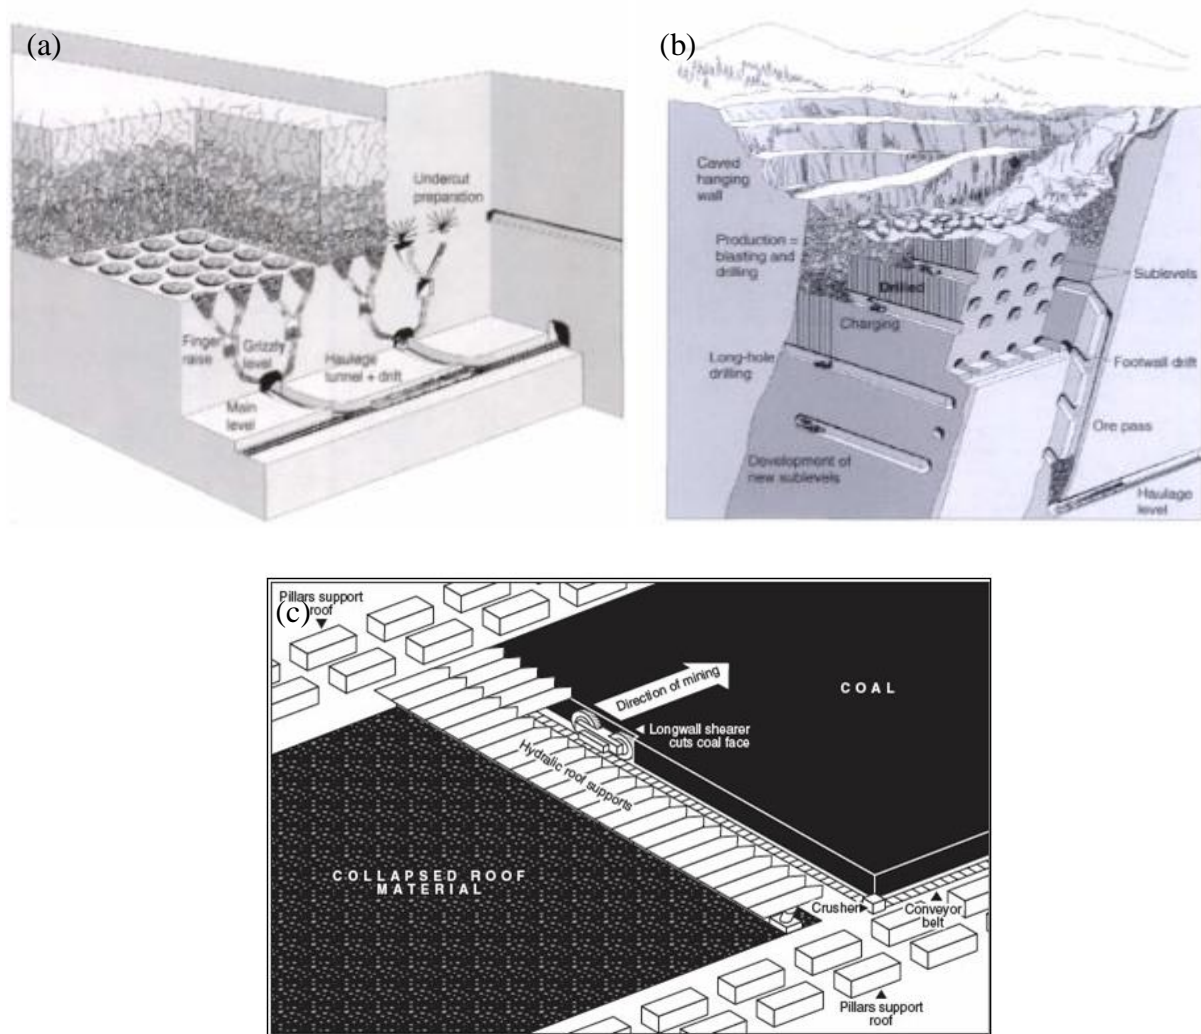 (a)
Undercut
preparation
Finger
raise
Grizzly
level
Haulage
tunnel + drift
Main
level
(b)
Caved
hanging
wall
Production =
blasting and
drilling
Drilled
Sublevels
Charging
Long-hole
drilling
Footwall drift
Ore pass
Development of
new sublevels
Haulage
level
(c)
Pillars support
roof
COAL
Direction of mining
Longwall shearer
cuts coal face
Hydralic roof supports
COLLAPSED ROOF
MATERIAL
Crusher
Conveyor
belt
Pillars support
roof